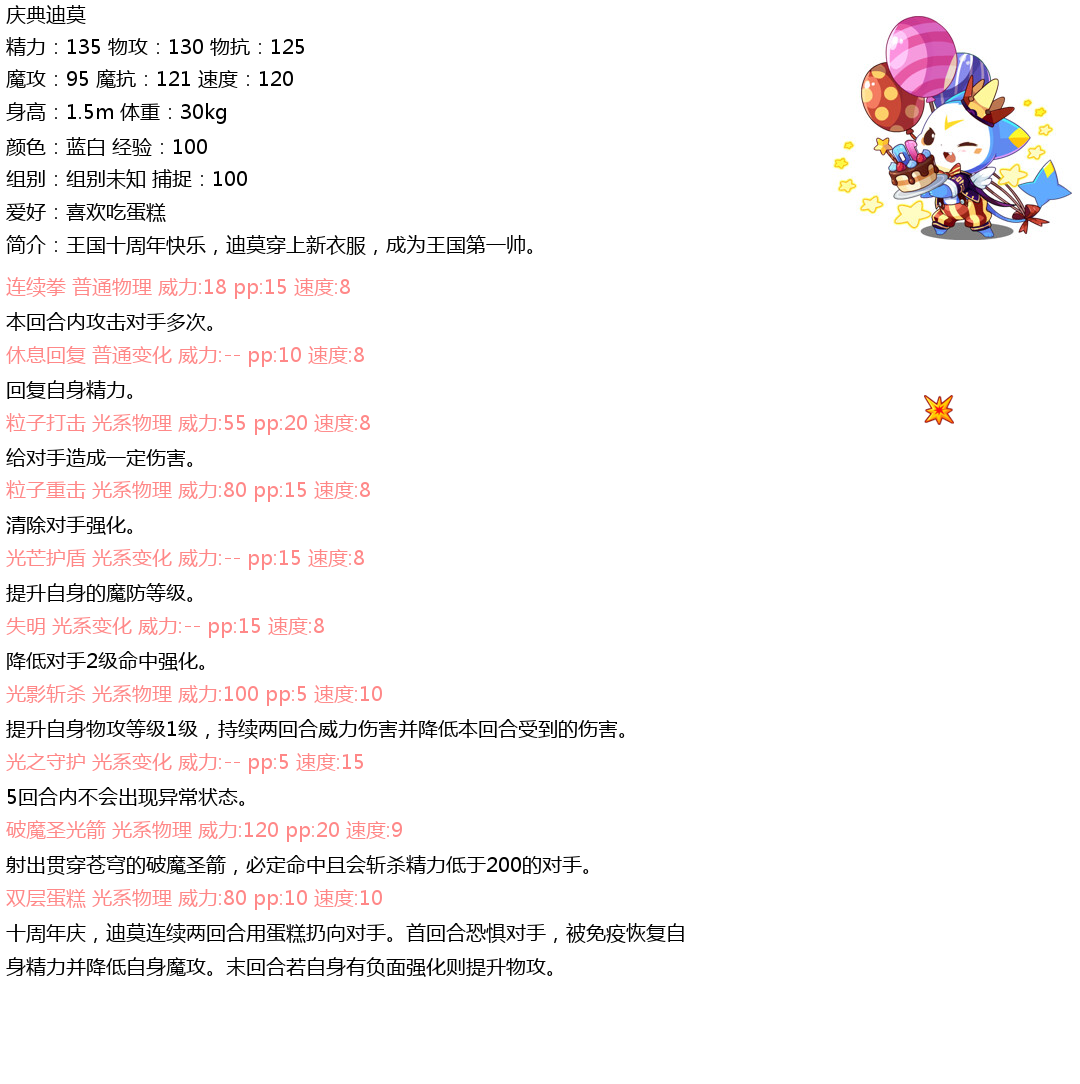 庆典迪莫
精力：135 物攻：130 物抗：125
魔攻：95 魔抗：121 速度：120
身高：1.5m 体重：30kg
颜色：蓝白 经验：100
组别：组别未知 捕捉：100
爱好：喜欢吃蛋糕
简介：王国十周年快乐，迪莫穿上新衣服，成为王国第一帅。
连续拳 普通物理 威力:18 pp:15 速度:8
本回合内攻击对手多次。
休息回复 普通变化 威力:-- pp:10 速度:8
回复自身精力。
粒子打击 光系物理 威力:55 pp:20 速度:8
给对手造成一定伤害。
粒子重击 光系物理 威力:80 pp:15 速度:8
清除对手强化。
光芒护盾 光系变化 威力:-- pp:15 速度:8
提升自身的魔防等级。
失明 光系变化 威力:-- pp:15 速度:8
降低对手2级命中强化。
光影斩杀 光系物理 威力:100 pp:5 速度:10
提升自身物攻等级1级，持续两回合威力伤害并降低本回合受到的伤害。
光之守护 光系变化 威力:-- pp:5 速度:15
5回合内不会出现异常状态。
破魔圣光箭 光系物理 威力:120 pp:20 速度:9
射出贯穿苍穹的破魔圣箭，必定命中且会斩杀精力低于200的对手。
双层蛋糕 光系物理 威力:80 pp:10 速度:10
十周年庆，迪莫连续两回合用蛋糕扔向对手。首回合恐惧对手，被免疫恢复自
身精力并降低自身魔攻。末回合若自身有负面强化则提升物攻。